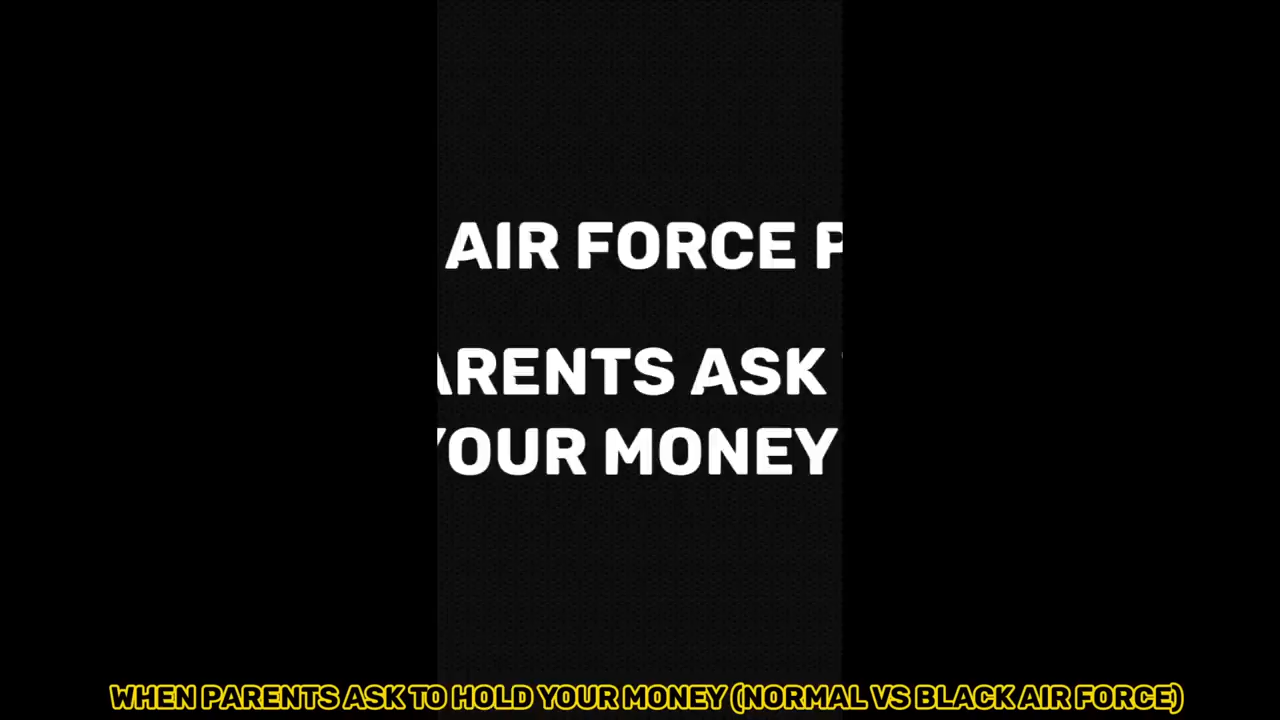 AIR FORCE P
ARENTS ASK
YOUR MONEY
WHEN PARENTS ASK TO HOLD YOUR MONEY (NORMAL VS BLACK AIR FORCE)